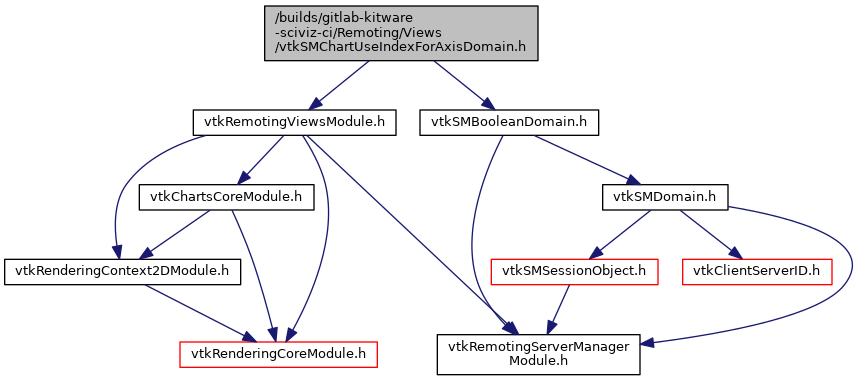 /builds/gitlab-kitware
-sciviz-ci/Remoting/Views
/vtkSMChartUseIndexForAxisDomain.h
vtkRemotingViewsModule.h
vtkSMBooleanDomain.h
vtkChartsCoreModule.h
vtkSMDomain.h
vtkRenderingContext2DModule.h
vtkSMSessionObject.h
vtkClientServerID.h
vtkRenderingCoreModule.h
vtkRemotingServerManager
Module.h